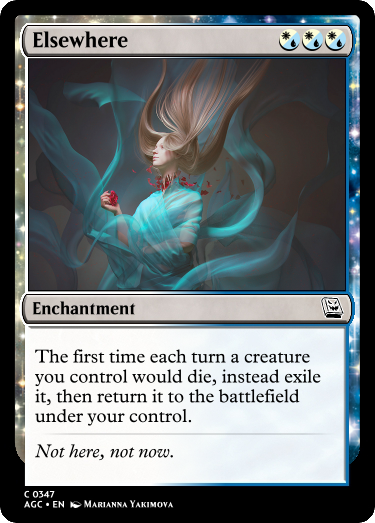 Elsewhere
Enchantment
The first time each turn a creature
you control would die, instead exile
it, then return it to the battlefield
under your control.
Not here, not now.
C 0347
AGC • EN Marianna Yakimova